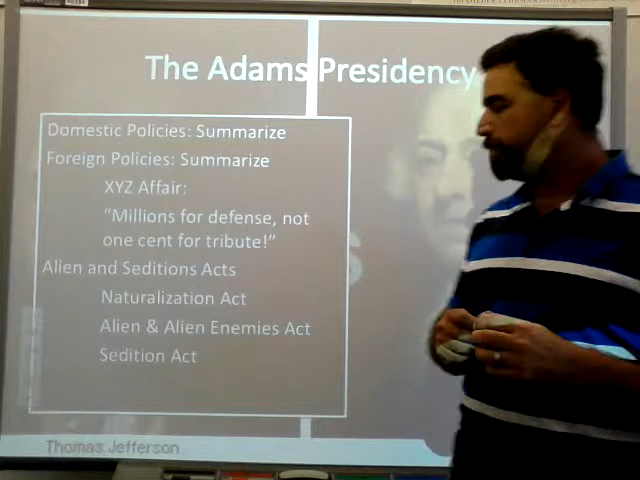 The Adams Presidency
Domestic Policies: Summarize
Foreign Policies: Summarize
XYZ Affair:
"Millions for defense, not
one cent for tribute!"
Alien and Seditions Acts
Naturalization Act
Alien & Alien Enemies Act
Sedition Act
Thomas Jefferson